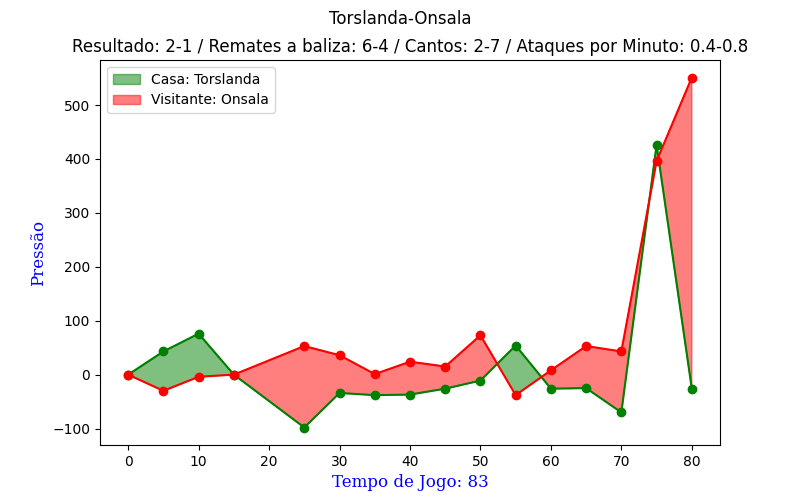 Torslanda-Onsala
Resultado: 2-1 / Remates a baliza: 6-4 / Cantos: 2-7 / Ataques por Minuto: 0.4-0.8
Casa: Torslanda
Visitante: Onsala
500
400
300
200
100
0
−100
Pressão
0 10 20 30 40 50 60 70 80
Tempo de Jogo: 83